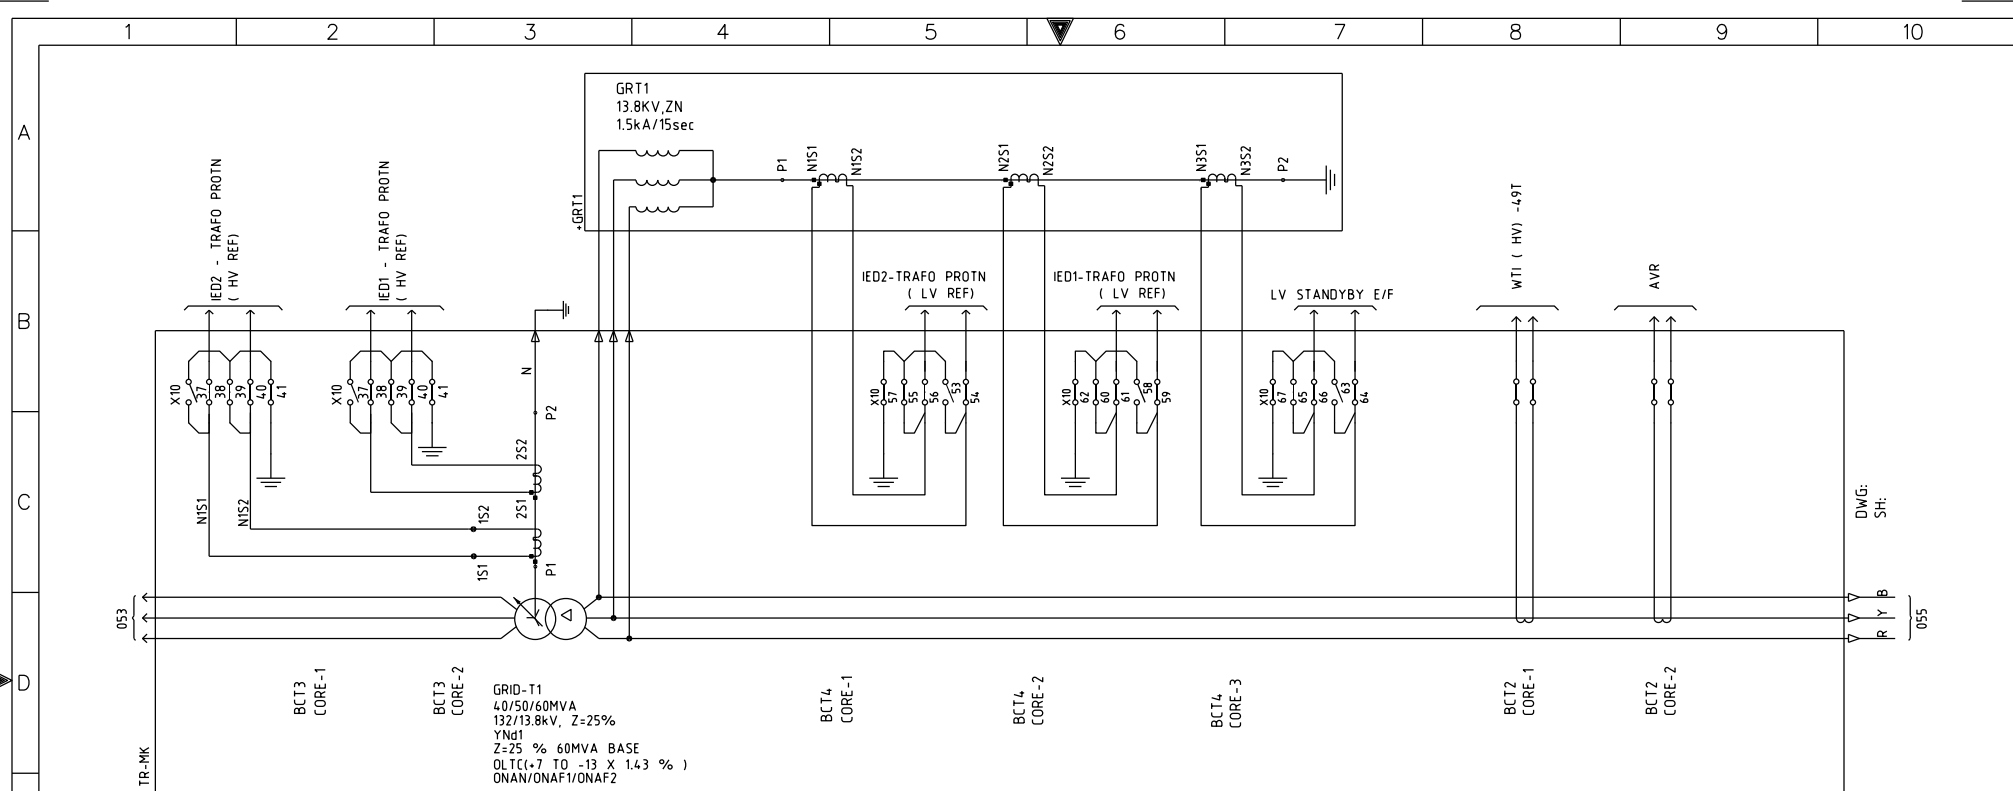 1 2 3 4 5 6 7 8 9 10
A
B
C
D
GRT1
13.8KV,ZN
1.5kA/15sec
+GRT1
P1
N1S1
N1S2
N2S1
N2S2
N3S1
N3S2
P2
IED2 - TRAFO PROTN
( HV REF)
IED1 - TRAFO PROTN
( HV REF)
IED2-TRAFO PROTN
( LV REF)
IED1-TRAFO PROTN
( LV REF)
LV STANDYBY E/F
WTI ( HV) -49T
AVR
X10 37 38 39 40 41
X10 37 38 39 40 41
N
P2
X10 57 55 56 53 54
X10 62 60 61 58 59
X10 67 65 66 63 64
N1S1
N1S2
2S2
2S1
1S2
1S1
P1
DWG:
SH:
053
B
Y
R
055
BCT3
CORE-1
BCT3
CORE-2
GRID-T1
40/50/60MVA
132/13.8kV, Z=25%
YNd1
Z=25 % 60MVA BASE
OLTC(+7 TO -13 X 1.43 % )
ONAN/ONAF1/ONAF2
BCT4
CORE-1
BCT4
CORE-2
BCT4
CORE-3
BCT2
CORE-1
BCT2
CORE-2
TR-MK